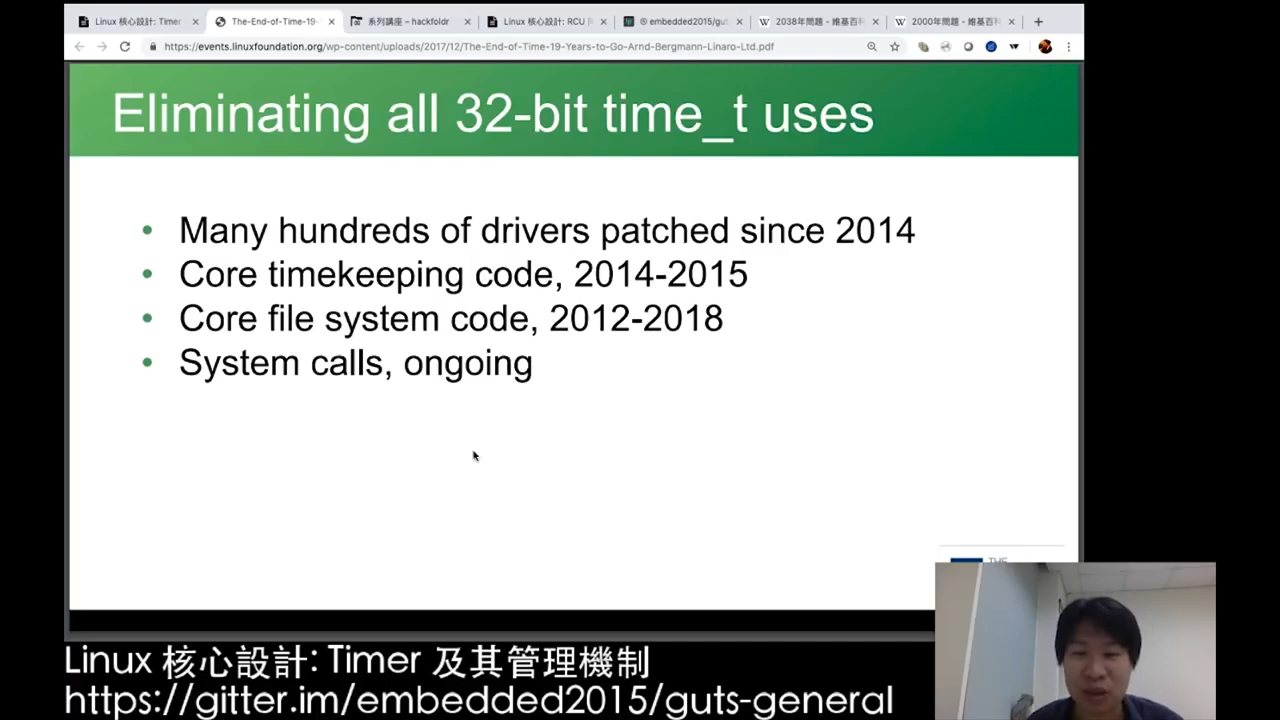 Linux 核心設計: Timer
The-End-of-Time-19-
系列講座 - hackfoldr
Linux 核心設計: RCU
embedded2015/gut
2038年問題 - 維基百科
2000年問題 - 維基百科
https://events.linuxfoundation.org/wp-content/uploads/2017/12/The-End-of-Time-19-Years-to-Go-Arnd-Bergmann-Linaro-Ltd.pdf
Eliminating all 32-bit time_t uses
• Many hundreds of drivers patched since 2014
• Core timekeeping code, 2014-2015
• Core file system code, 2012-2018
• System calls, ongoing
THE
Linux 核心設計: Timer 及其管理機制
https://gitter.im/embedded2015/guts-general